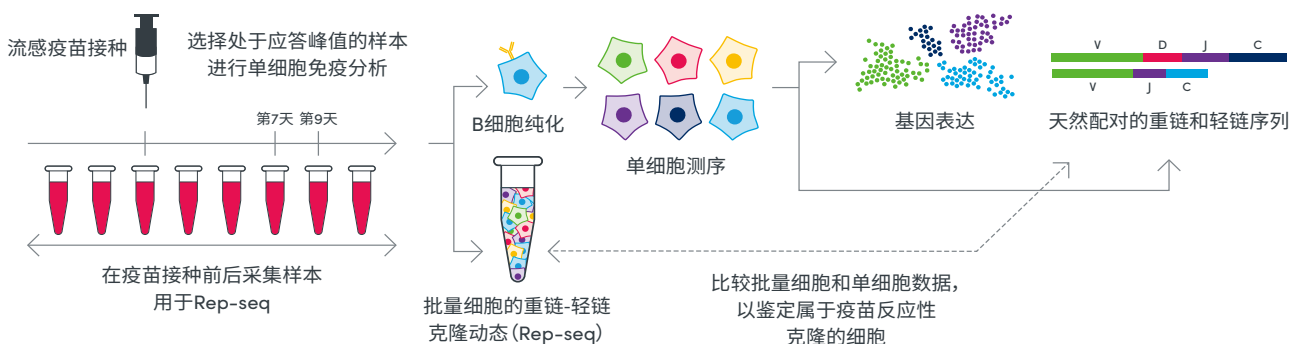 流感疫苗接种
选择处于应答峰值的样本
进行单细胞免疫分析
第7天 第9天
在疫苗接种前后采集样本
用于Rep-seq
B细胞纯化
单细胞测序
批量细胞的重链-轻链
克隆动态(Rep-seq)
基因表达
V D J C
V J C
天然配对的重链和轻链序列
比较批量细胞和单细胞数据,
以鉴定属于疫苗反应性
克隆的细胞